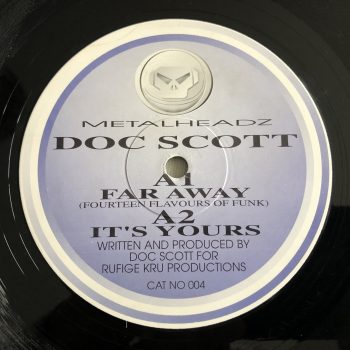 METALHEADZ
DOC SCOTT
A1
FAR AWAY
(FOURTEEN FLAVOURS OF FUNK)
A2
IT'S YOURS
WRITTEN AND PRODUCED BY
DOC SCOTT FOR
RUFIGE KRU PRODUCTIONS
CAT NO 004